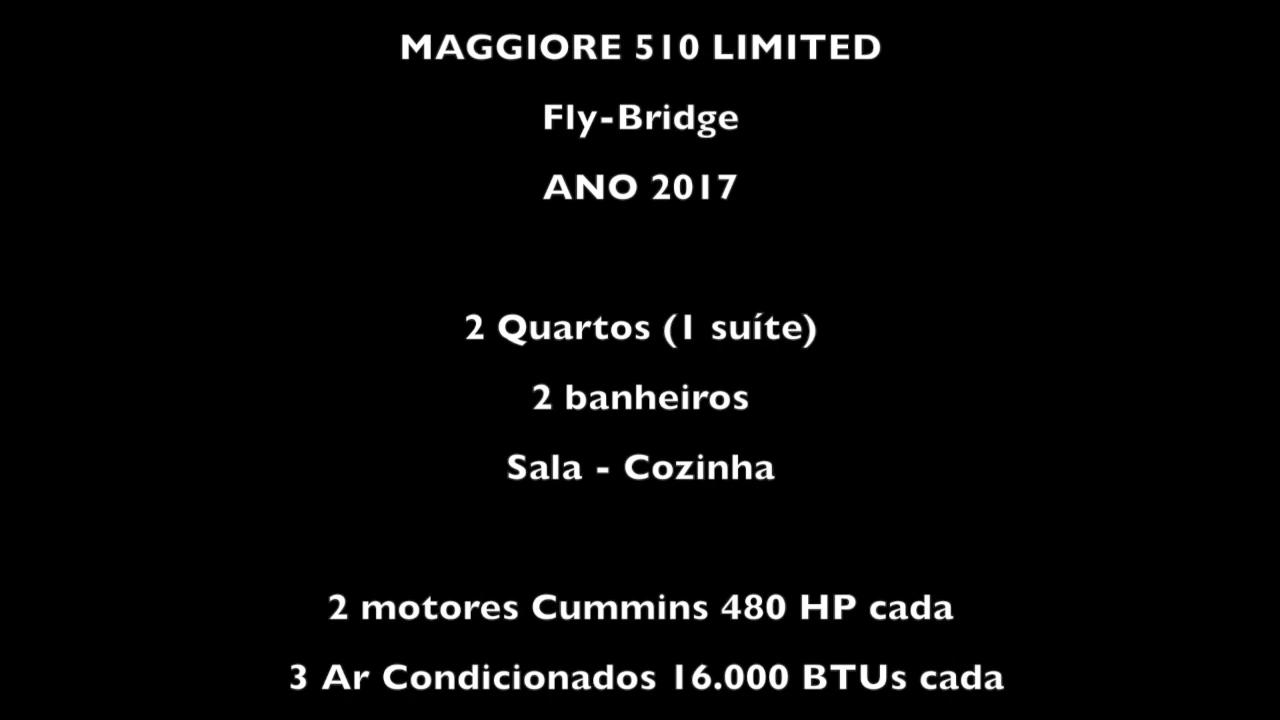 MAGGIORE 510 LIMITED
Fly-Bridge
ANO 2017
2 Quartos (1 suíte)
2 banheiros
Sala - Cozinha
2 motores Cummins 480 HP cada
3 Ar Condicionados 16.000 BTUs cada